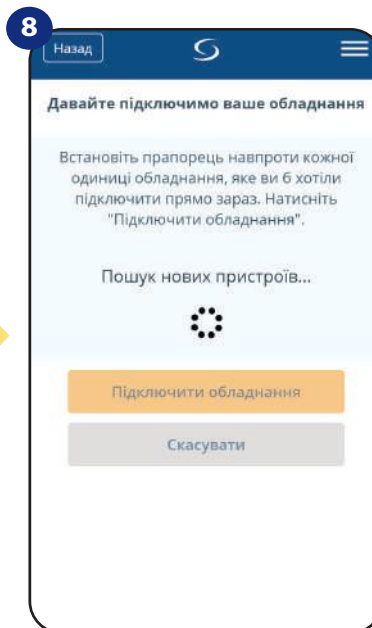 8
Назад
Давайте підключимо ваше обладнання
Встановіть прапорець навпроти кожної
одиниці обладнання, яке ви б хотіли
підключити прямо зараз. Натисніть
"Підключити обладнання".
Пошук нових пристроїв...
Підключити обладнання
Скасувати